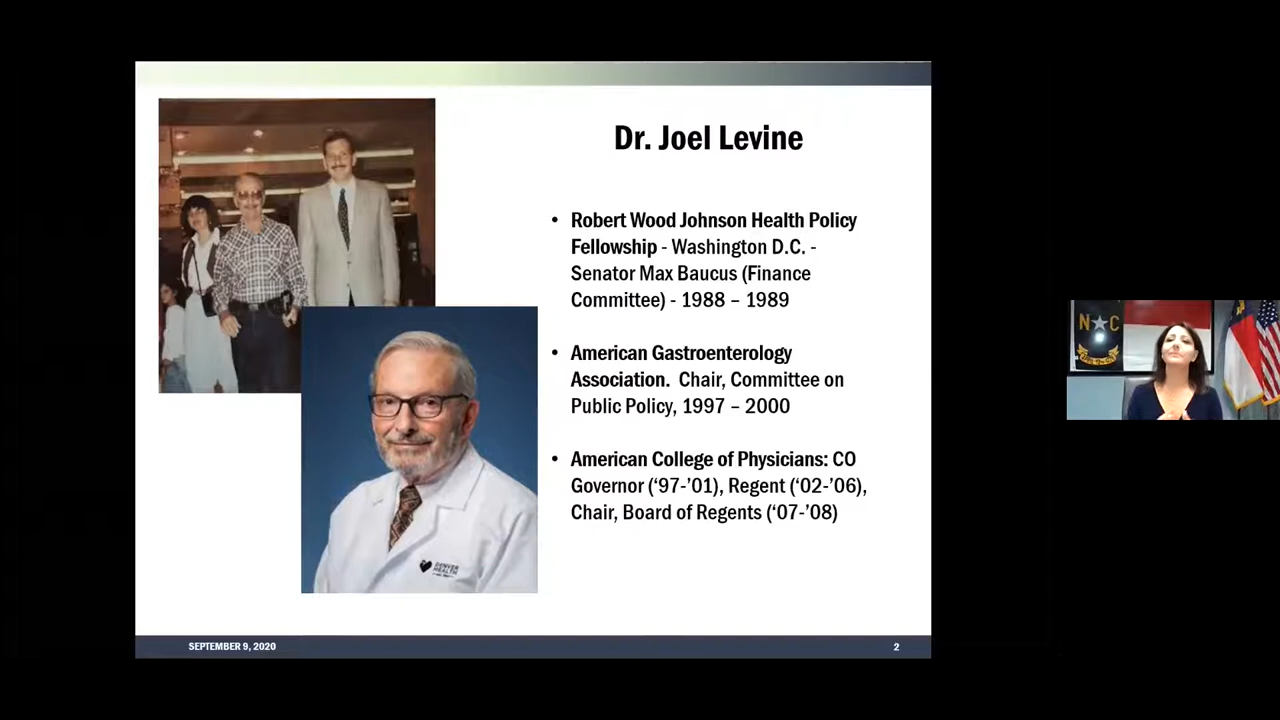 Dr. Joel Levine
• Robert Wood Johnson Health Policy
Fellowship - Washington D.C. -
Senator Max Baucus (Finance
Committee) - 1988 – 1989
• American Gastroenterology
Association. Chair, Committee on
Public Policy, 1997 – 2000
• American College of Physicians: CO
Governor (‘97-’01), Regent (‘02-’06),
Chair, Board of Regents (‘07-’08)
DENVER
HEALTH
N C
SEPTEMBER 9, 2020
2